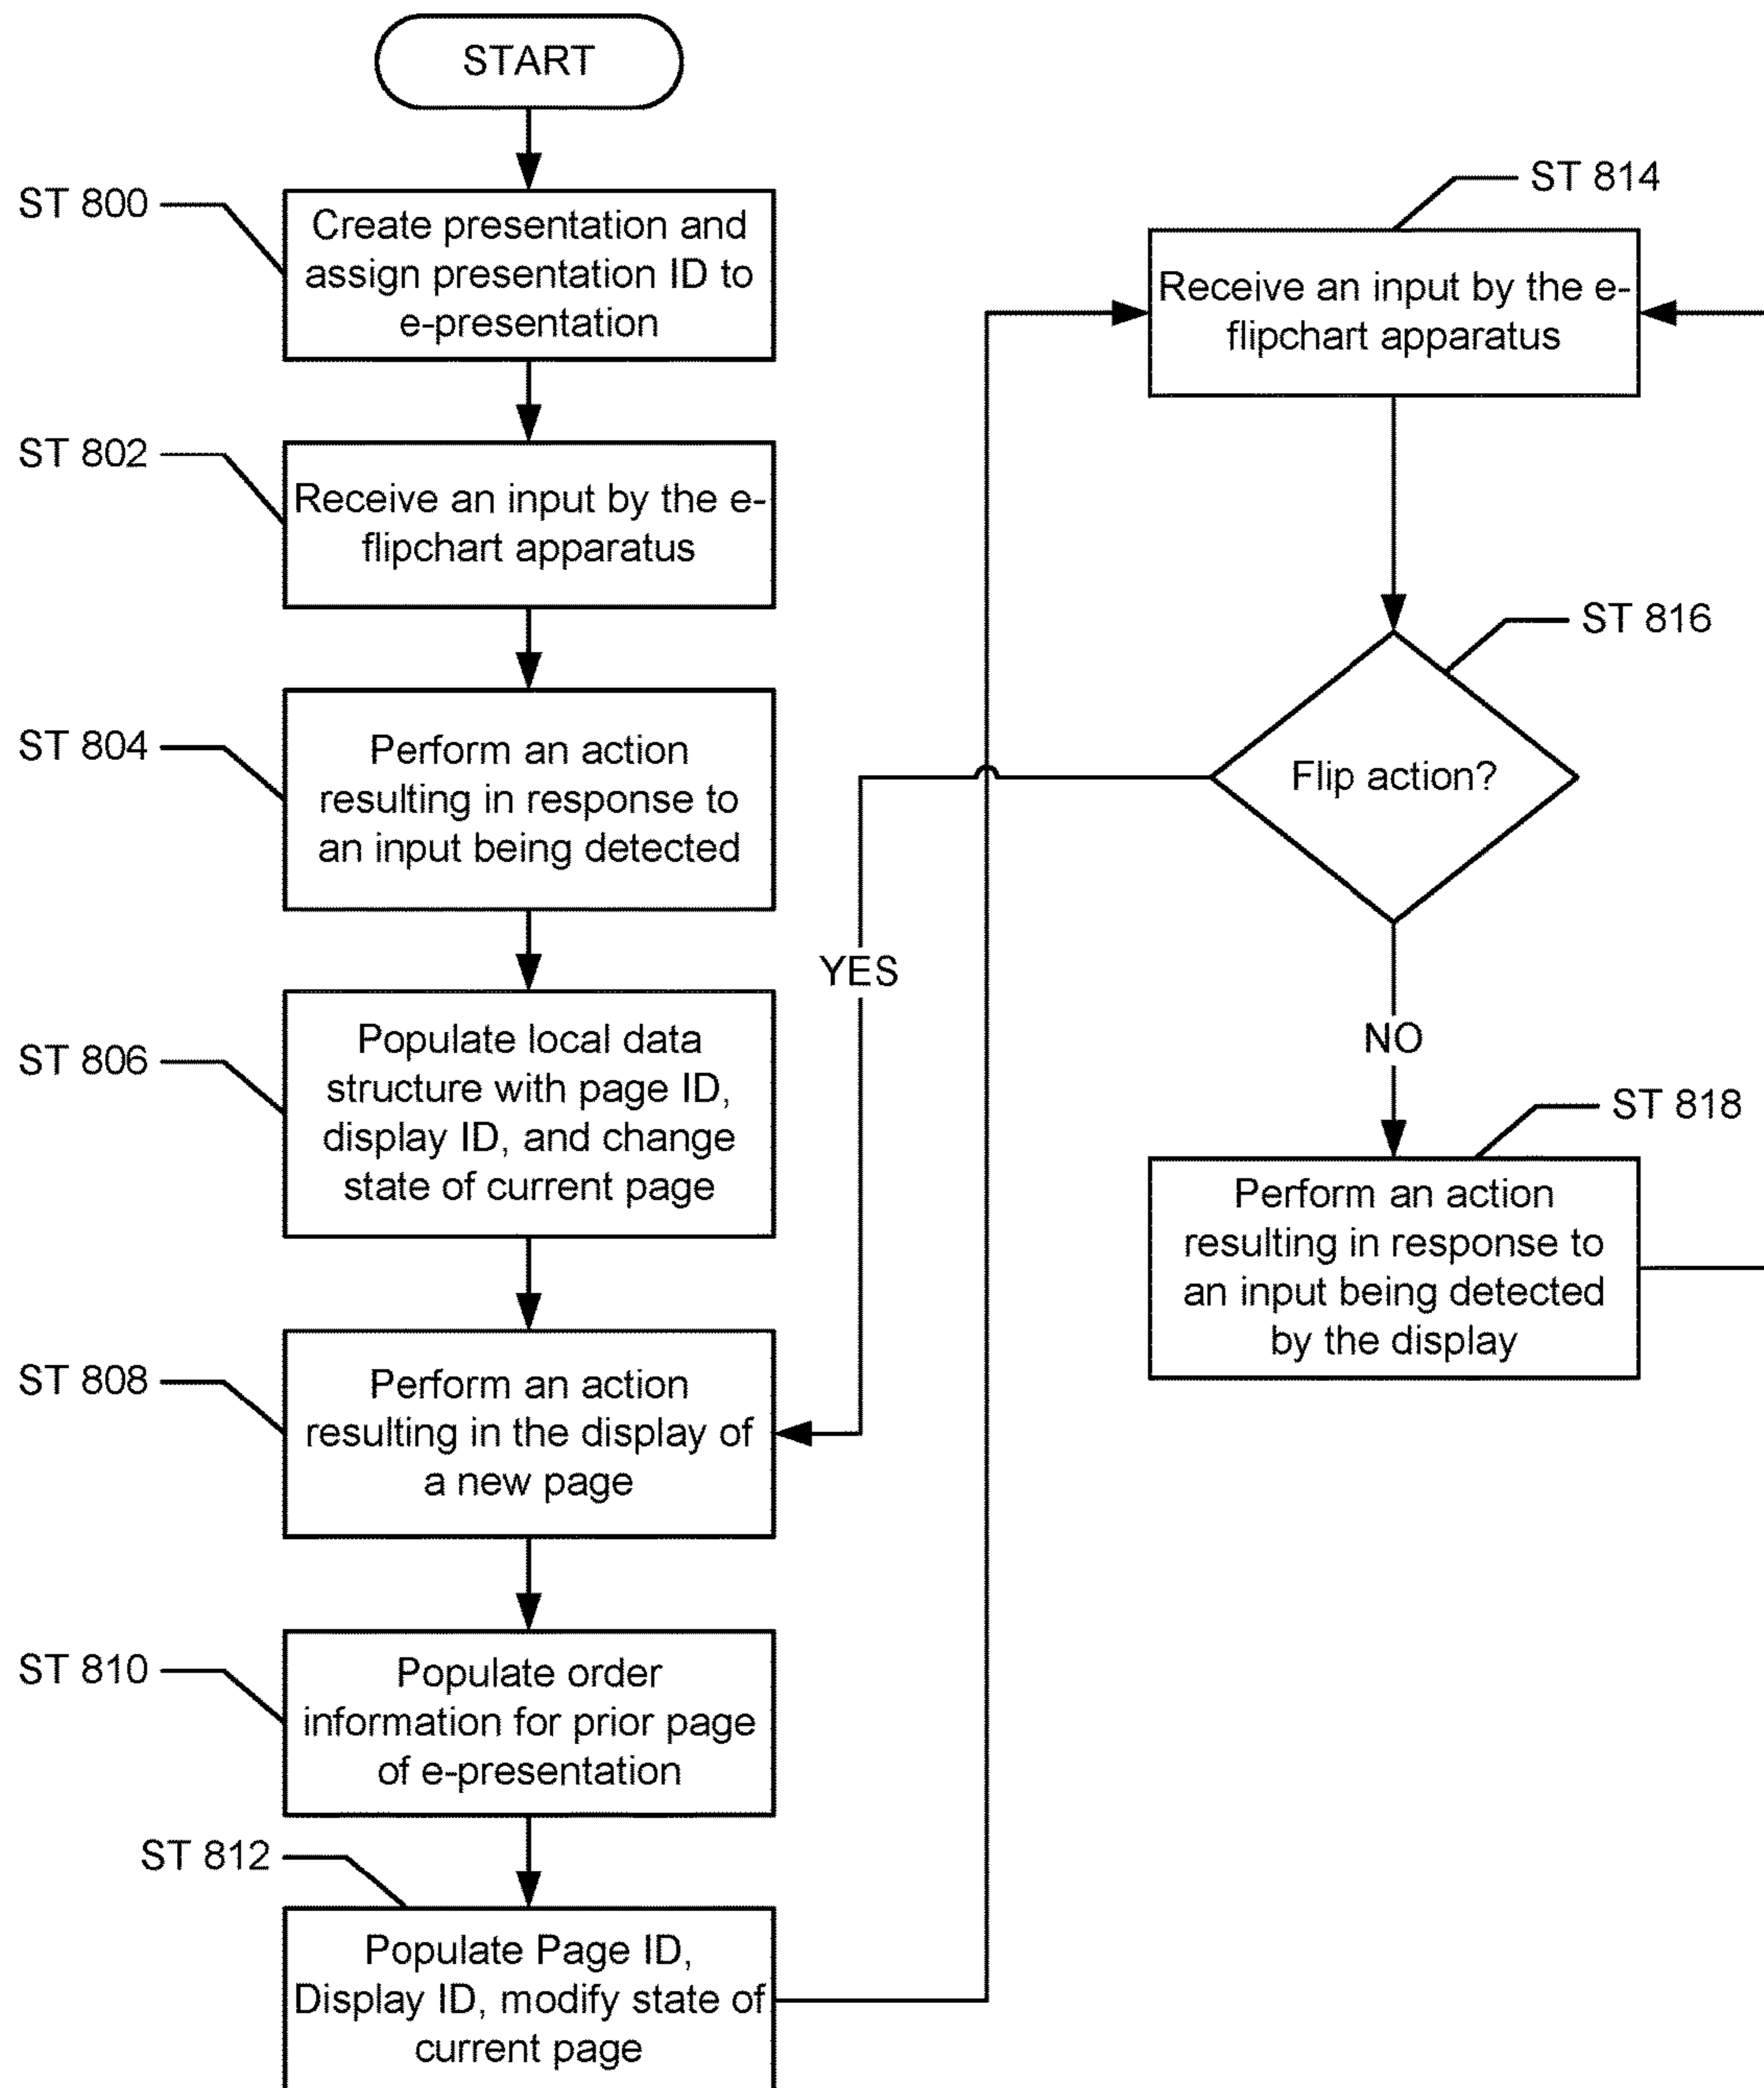 START
ST 800
Create presentation and
assign presentation ID to
e-presentation
ST 802
Receive an input by the e-
flipchart apparatus
ST 804
Perform an action
resulting in response to
an input being detected
ST 806
Populate local data
structure with page ID,
display ID, and change
state of current page
ST 808
Perform an action
resulting in the display of
a new page
ST 810
Populate order
information for prior page
of e-presentation
ST 812
Populate Page ID,
Display ID, modify state of
current page
YES
ST 814
Receive an input by the e-
flipchart apparatus
ST 816
Flip action?
NO
ST 818
Perform an action
resulting in response to
an input being detected
by the display